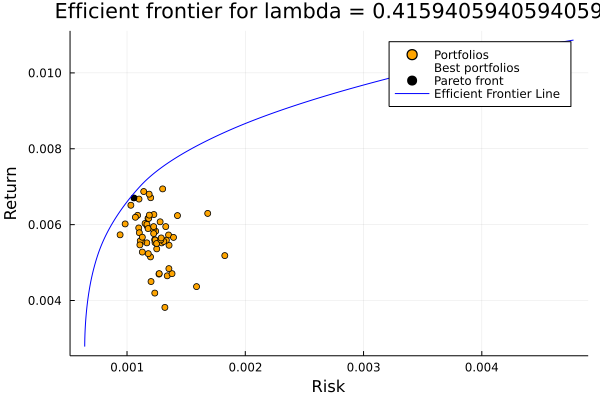 Efficient frontier for lambda = 0.4159405940594059
0.010
0.008
0.006
0.004
Return
Portfolios
Best portfolios
Pareto front
Efficient Frontier Line
0.001
0.002
0.003
0.004
Risk